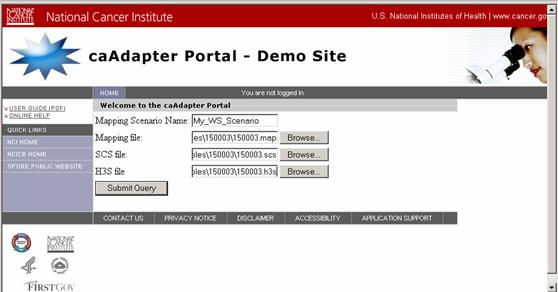 NATIONAL CANCER INSTITUTE National Cancer Institute U.S. National Institutes of Health | www.cancer.gov
caAdapter Portal - Demo Site
HOME You are not logged in
Welcome to the caAdapter Portal
USER GUIDE (PDF)
ONLINE HELP
QUICK LINKS
NCI HOME
NCICB HOME
SPORE PUBLIC WEBSITE
Mapping Scenario Name: My_WS_Scenario
Mapping file: es\150003\150003.map Browse...
SCS file: ples\150003\150003.scs Browse...
H3S file ples\150003\150003.h3s Browse...
Submit Query
CONTACT US PRIVACY NOTICE DISCLAIMER ACCESSIBILITY APPLICATION SUPPORT
NATIONAL CANCER INSTITUTE
FIRSTGOV